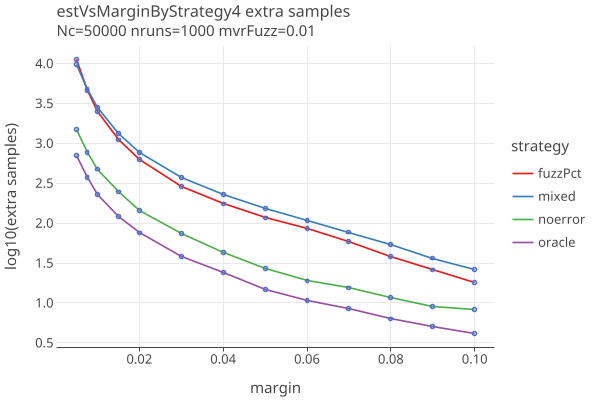 estVsMarginByStrategy4 extra samples
Nc=50000 nruns=1000 mvrFuzz=0.01
log10(extra samples)
4.0
3.5
3.0
2.5
2.0
1.5
1.0
0.5
0.02
0.04
0.06
0.08
0.10
margin
strategy
fuzzPct
mixed
noerror
oracle